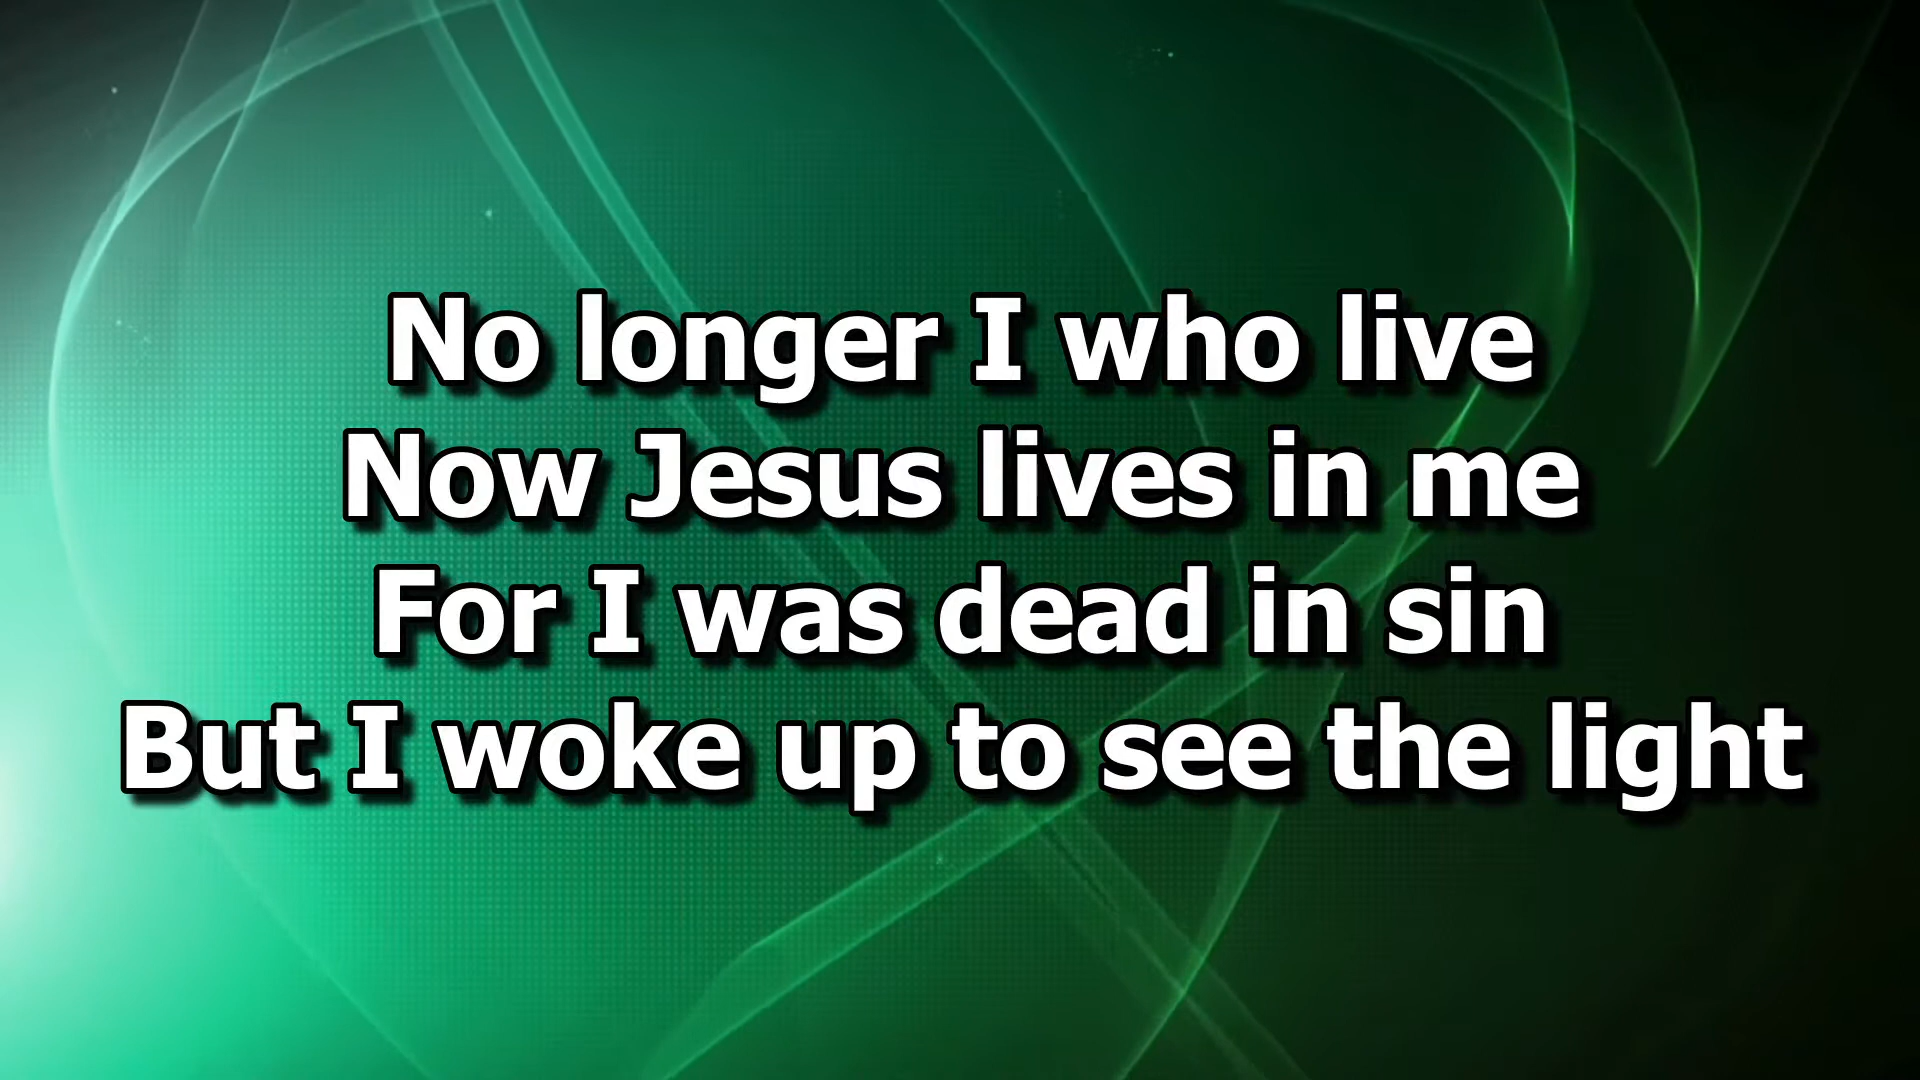 No longer I who live
Now Jesus lives in me
For I was dead in sin
But I woke up to see the light